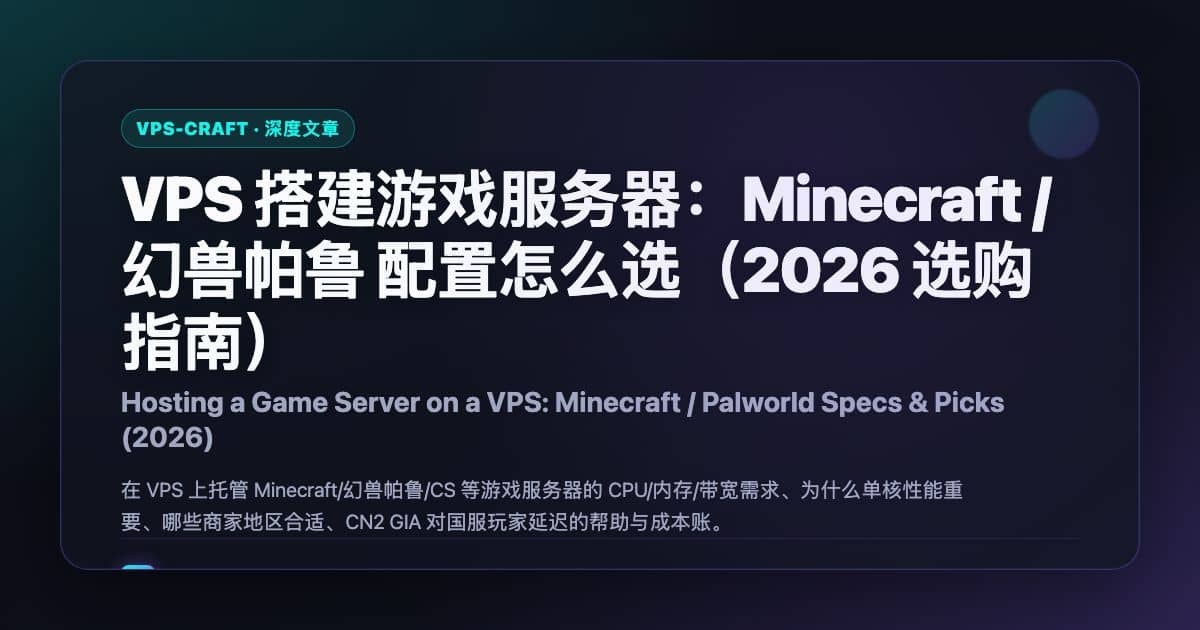 VPS-CRAFT · 深度文章
VPS 搭建游戏服务器：Minecraft /
幻兽帕鲁 配置怎么选（2026 选购
指南）
Hosting a Game Server on a VPS: Minecraft / Palworld Specs & Picks
(2026)
在 VPS 上托管 Minecraft/幻兽帕鲁/CS 等游戏服务器的 CPU/内存/带宽需求、为什么单核性能重
要、哪些商家地区合适、CN2 GIA 对国服玩家延迟的帮助与成本账。